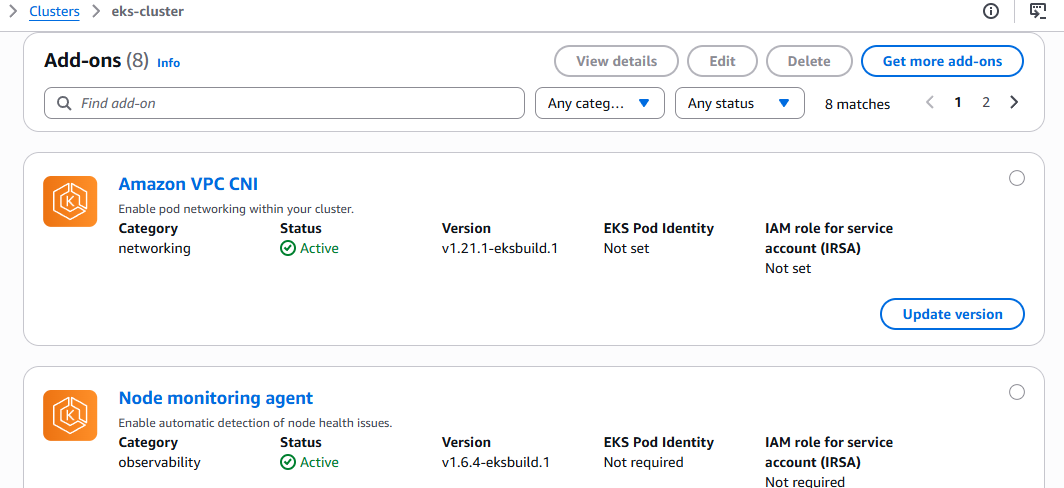 Clusters > eks-cluster
Add-ons (8) Info View details Edit Delete Get more add-ons
Find add-on Any categ... Any status 8 matches 1 2
Amazon VPC CNI
Enable pod networking within your cluster.
Category Status Version EKS Pod Identity IAM role for service
networking Active v1.21.1-eksbuild.1 Not set account (IRSA)
Not set
Update version
Node monitoring agent
Enable automatic detection of node health issues.
Category Status Version EKS Pod Identity IAM role for service
observability Active v1.6.4-eksbuild.1 Not required account (IRSA)
Not required